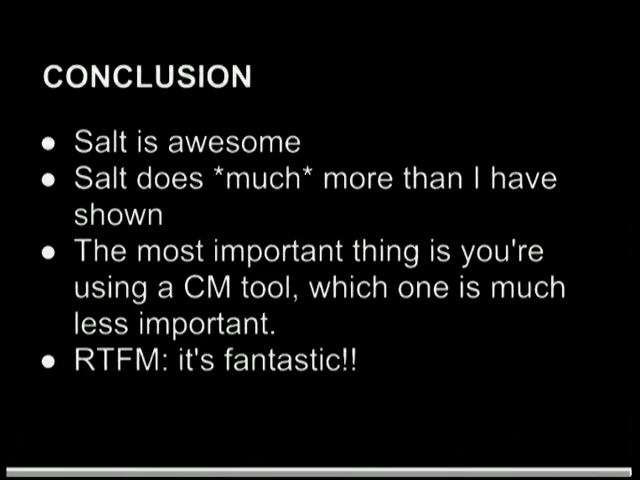 CONCLUSION
● Salt is awesome
● Salt does *much* more than I have
shown
● The most important thing is you're
using a CM tool, which one is much
less important.
● RTFM: it's fantastic!!